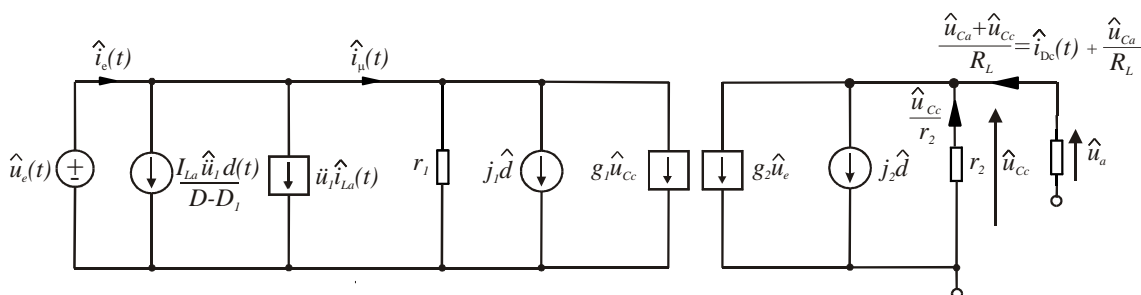 û_Ca+û_Cc
R_L
=î_Dc(t) + û_Ca
R_L
î_e(t)
î_μ(t)
û_e(t)
±
I_La ü̂_1 d(t)
D-D_1
ü_1 î_La(t)
r_1
j_1 d̂
g_1 û_Cc
g_2 û_e
j_2 d̂
û_Cc
r_2
r_2
û_Cc
û_a